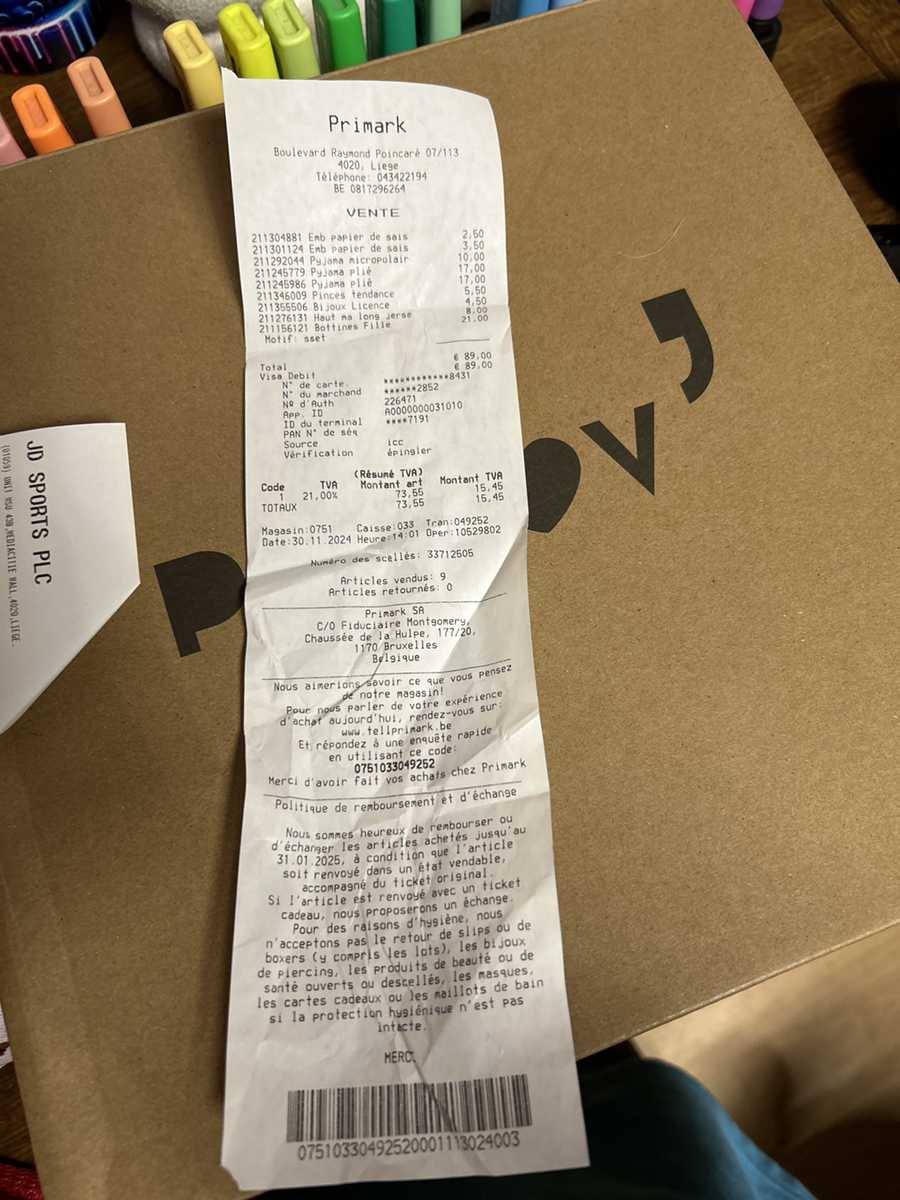 Primark
Boulevard Raymond Poincaré 07/113
4020, Liege
Téléphone: 043422194
BE 0817296264
VENTE
211304881 Emb papier de sais 2,50
211301124 Emb papier de sais 3,50
211292044 Pyjama micropolair 10,00
211245779 Pyjama plié 17,00
211245986 Pyjama plié 17,00
211346009 Pinces tendance 5,50
211355506 Bijoux Licence 4,50
211276131 Haut ma long jerse 8,00
211156121 Bottines Fille 21,00
Motif: sset
Total € 89,00
Visa Debit € 89,00
N° de carte. ************8431
N° du marchand ******2852
Nº d'Auth 226471
App. ID A0000000031010
ID du terminal ****7191
PAN N° de séq
Source icc
Vérification épingler
(Résumé TVA)
Code TVA Montant art Montant TVA
1 21,00% 73,55 15,45
TOTAUX 73,55 15,45
Magasin:0751 Caisse:033 Tran:049252
Date:30.11.2024 Heure:14:01 Oper:10529802
Numéro des scellés: 33712505
Articles vendus: 9
Articles retournés: 0
Primark SA
C/O Fiduciaire Montgomery,
Chaussée de la Hulpe, 177/20,
1170 Bruxelles
Belgique
Nous aimerions savoir ce que vous pensez
de notre magasin!
Pour nous parler de votre expérience
d'achat aujourd'hui, rendez-vous sur:
www.tellprimark.be
Et répondez à une enquête rapide
en utilisant ce code:
0751033049252
Merci d'avoir fait vos achats chez Primark
Politique de remboursement et d'échange
Nous sommes heureux de rembourser ou
d'échanger les articles achetés jusqu'au
31.01.2025, à condition que l'article
soit renvoyé dans un état vendable,
accompagné du ticket original.
Si l'article est renvoyé avec un ticket
cadeau, nous proposerons un échange.
Pour des raisons d'hygiène, nous
n'acceptons pas le retour de slips ou de
boxers (y compris les lots), les bijoux
de piercing, les produits de beauté ou de
santé ouverts ou descellés, les masques,
les cartes cadeaux ou les maillots de bain
si la protection hygiénique n'est pas
intacte.
MERCI
07510330492520001113024003
JD SPORTS PLC